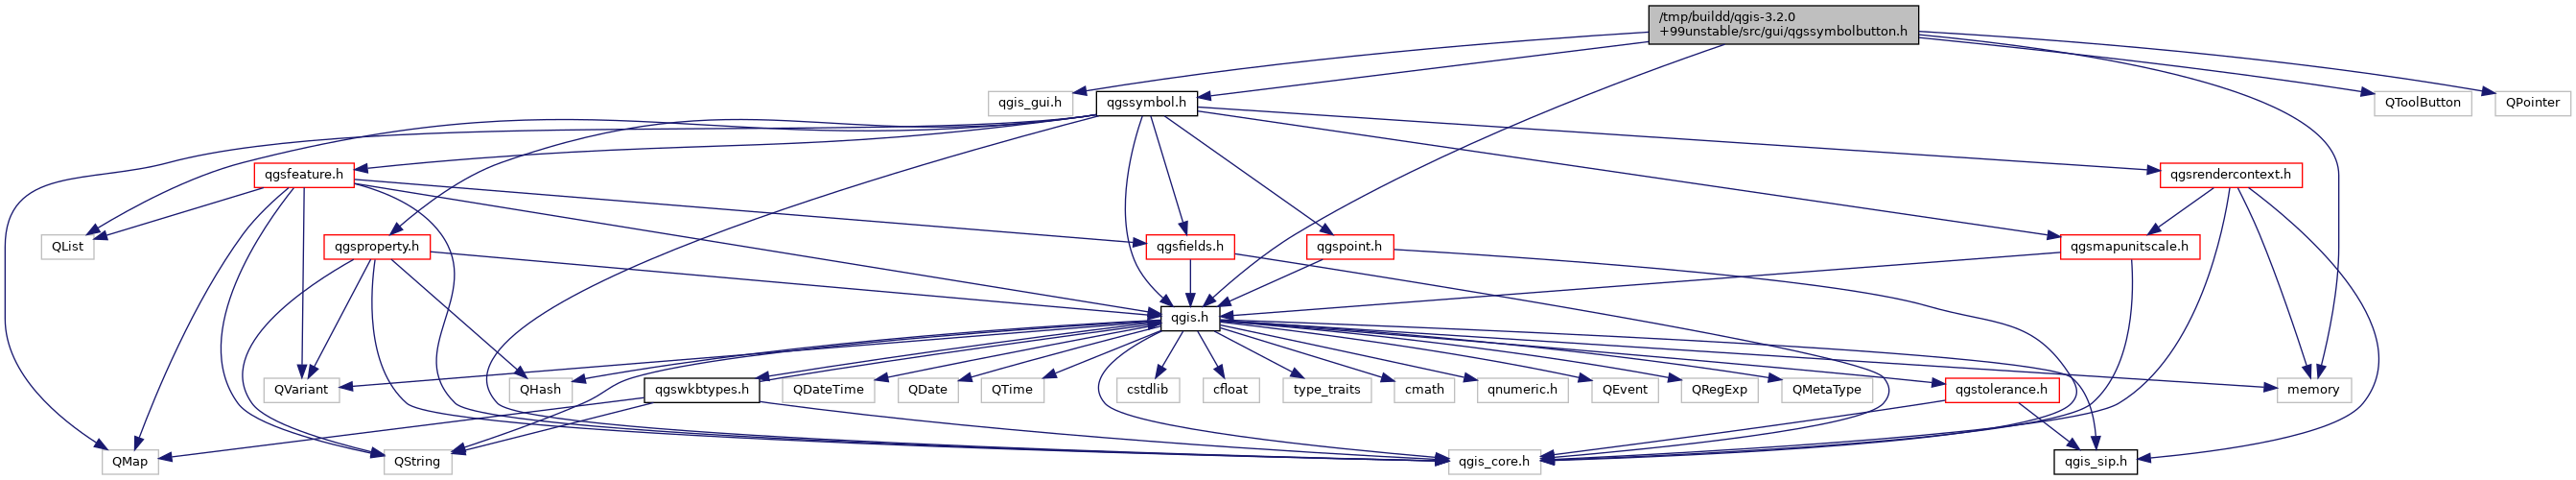 /tmp/buildd/qgis-3.2.0
+99unstable/src/gui/qgssymbolbutton.h
qgis_gui.h
qgssymbol.h
QToolButton
QPointer
qgsfeature.h
qgsrendercontext.h
QList
qgsproperty.h
qgsfields.h
qgspoint.h
qgsmapunitscale.h
qgis.h
QVariant
QHash
qgswkbtypes.h
QDateTime
QDate
QTime
cstdlib
cfloat
type_traits
cmath
qnumeric.h
QEvent
QRegExp
QMetaType
qgstolerance.h
memory
QMap
QString
qgis_core.h
qgis_sip.h